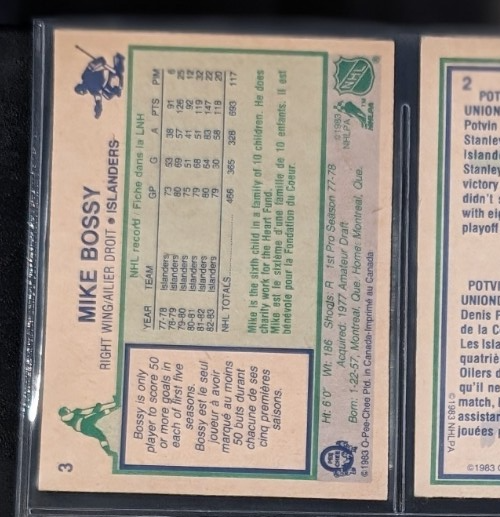 3
MIKE BOSSY
RIGHT WING/AILIER DROIT • ISLANDERS
Bossy is only
player to score 50
or more goals in
each of first five
seasons.
Bossy est le seul
joueur à avoir
marqué au moins
50 buts durant
chacune de ses
cinq premières
saisons.
NHL record / Fiche dans la LNH
YEAR TEAM GP G A PTS PIM
77-78 Islanders 73 53 38 91 6
78-79 Islanders 80 69 57 126 25
79-80 Islanders 75 51 41 92 12
80-81 Islanders 79 68 51 119 32
81-82 Islanders 80 64 83 147 22
82-83 Islanders 79 58 118 20
NHL TOTALS 466 365 328 693 117
Mike is the sixth child in a family of 10 children. He does
charity work for the Heart Fund.
Mike est le sixième d'une famille de 10 enfants. Il est
bénévole pour la Fondation du Coeur.
Ht: 6'0" Wt: 186 Shoots: R 1st Pro Season 77-78
Acquired: 1977 Amateur Draft
Born: 1-22-57, Montreal, Que. Home: Montreal, Que.
©1983 O-Pee-Chee Ptd. in Canada-Imprimé au Canada
©1983
NHLPA
NHL
NHLPA
2
POT
UNION
Potvin
Stanley
Island
Stanley
victory
didn't
with e
playoff
POTV
UNION
Denis P
de la C
Les Isla
quatriè
Oilers d
qu'il ne
match,
assistan
jouées
©1983 NHLPA
©1983